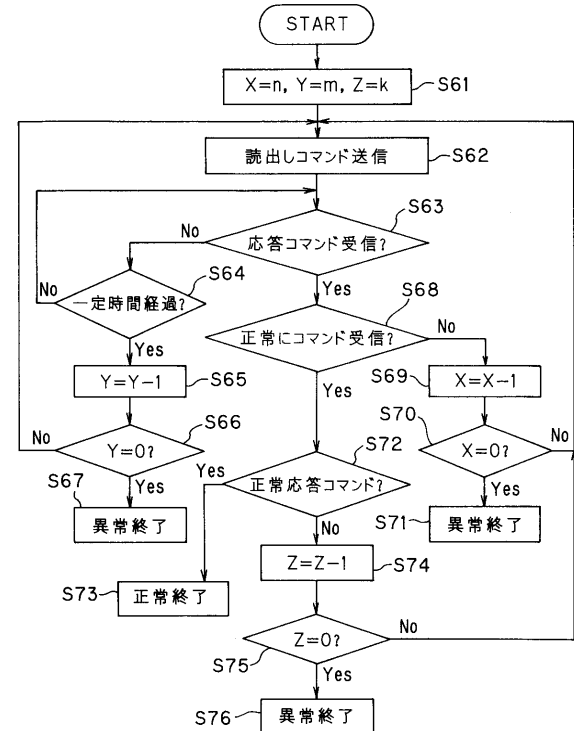 START
X=n, Y=m, Z=k
S61
読出しコマンド送信
S62
S63
応答コマンド受信?
No
Yes
S64
一定時間経過?
No
Yes
Y=Y-1
S65
S66
Y=0?
No
Yes
S67
異常終了
S68
正常にコマンド受信?
No
Yes
S69
X=X-1
S70
X=0?
No
Yes
S71
異常終了
S72
正常応答コマンド?
Yes
No
S73
正常終了
Z=Z-1
S74
Z=0?
No
S75
Yes
S76
異常終了